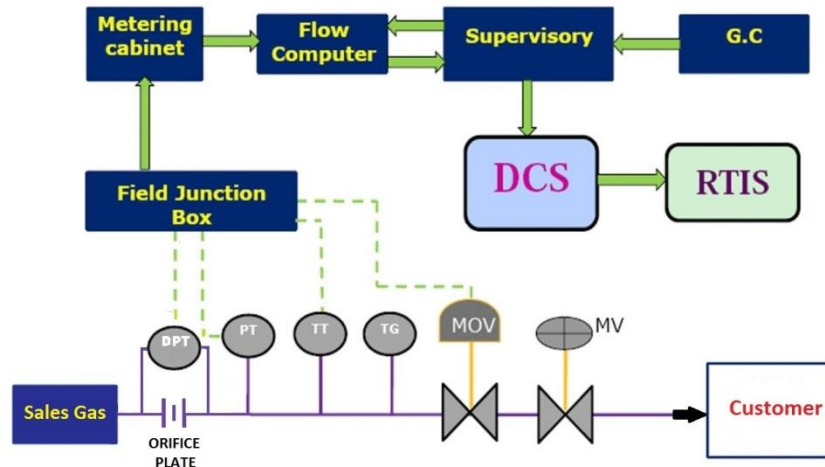 Metering
cabinet
Flow
Computer
Supervisory
G.C
DCS
RTIS
Field Junction
Box
DPT
PT
TT
TG
MOV
MV
Sales Gas
ORIFICE
PLATE
Customer